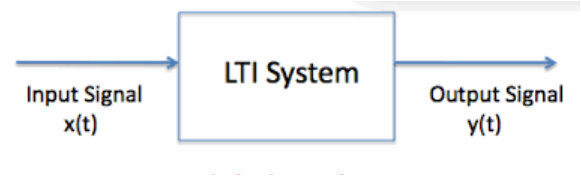 LTI System
Input Signal
x(t)
Output Signal
y(t)